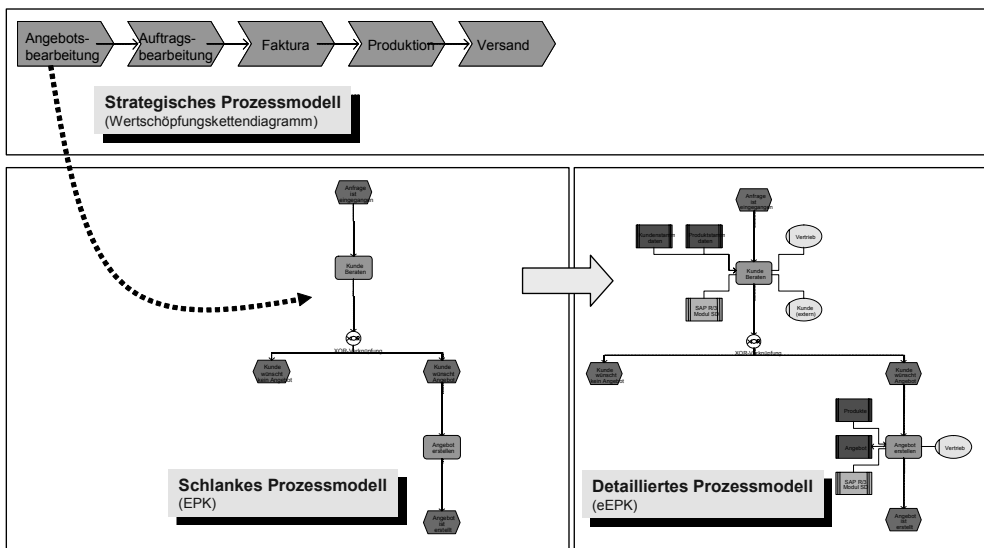 Angebots-
bearbeitung
Auftrags-
bearbeitung
Faktura
Produktion
Versand
Strategisches Prozessmodell
(Wertschöpfungskettendiagramm)
Anfrage
ist
eingegangen
Kunde
Beraten
XOR
XOR-Verknüpfung
Kunde
wünscht
kein Angebot
Kunde
wünscht
Angebot
Angebot
erstellen
Angebot
ist
erstellt
Schlankes Prozessmodell
(EPK)
Anfrage
ist
eingegangen
Kundenstamm
daten
Produktstamm
daten
Vertrieb
Kunde
Beraten
SAP R/3
Modul SD
Kunde
(extern)
XOR
XOR-Verknüpfung
Kunde
wünscht
kein Angebot
Kunde
wünscht
Angebot
Produkte
Angebot
Angebot
erstellen
Vertrieb
SAP R/3
Modul SD
Angebot
ist
erstellt
Detailliertes Prozessmodell
(eEPK)